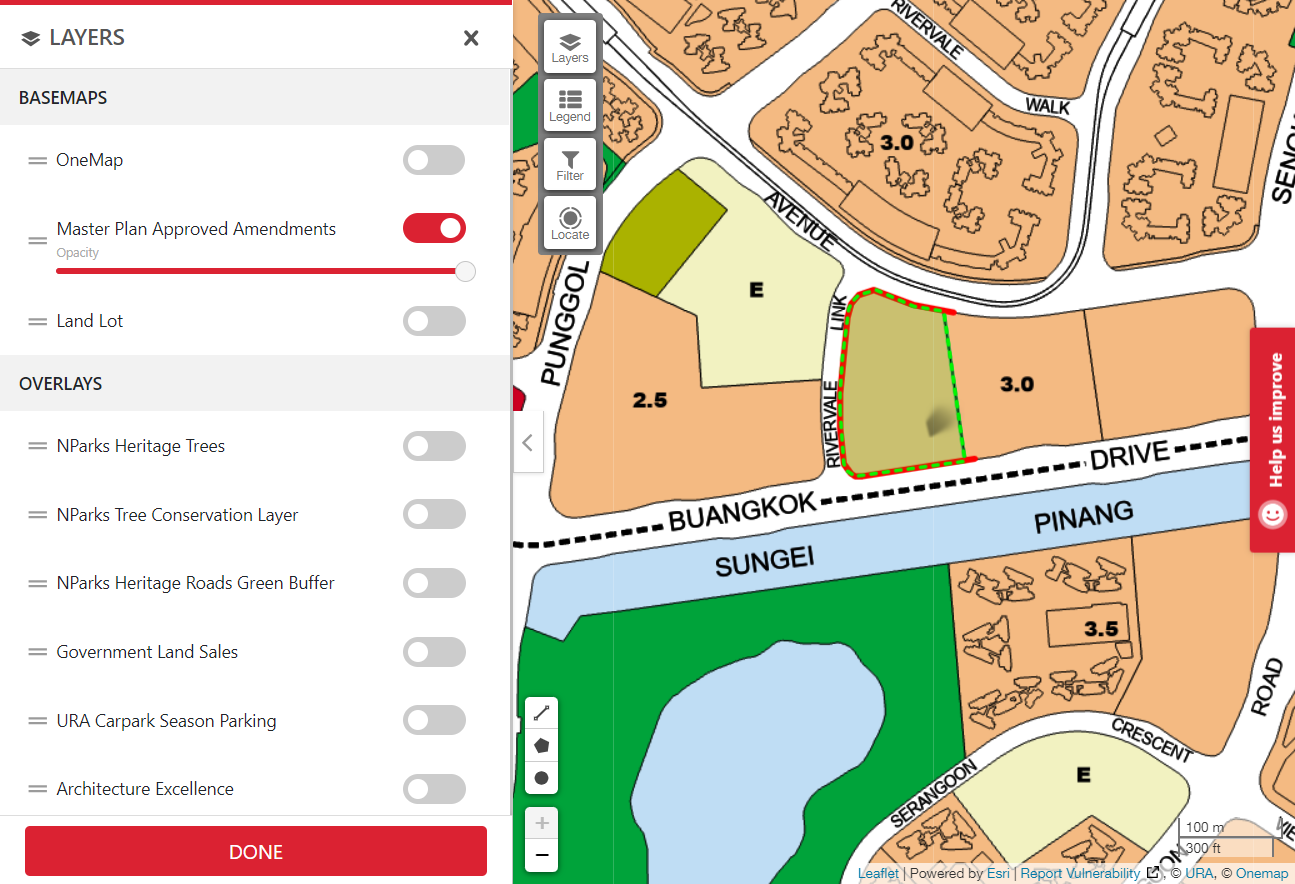 LAYERS
BASEMAPS
OneMap
Master Plan Approved Amendments
Opacity
Land Lot
OVERLAYS
NParks Heritage Trees
NParks Tree Conservation Layer
NParks Heritage Roads Green Buffer
Government Land Sales
URA Carpark Season Parking
Architecture Excellence
DONE
Layers
Legend
Filter
Locate
RIVERVALE
WALK
3.0
AVENUE
E
PUNGGOL
LINK
RIVERVALE
2.5
3.0
BUANGKOK
DRIVE
SUNGEI
PINANG
3.5
ROAD
CRESCENT
SERANGOON
E
Help us improve
100 m
300 ft
+
−
Leaflet | Powered by Esri | Report Vulnerability , © URA, © Onemap